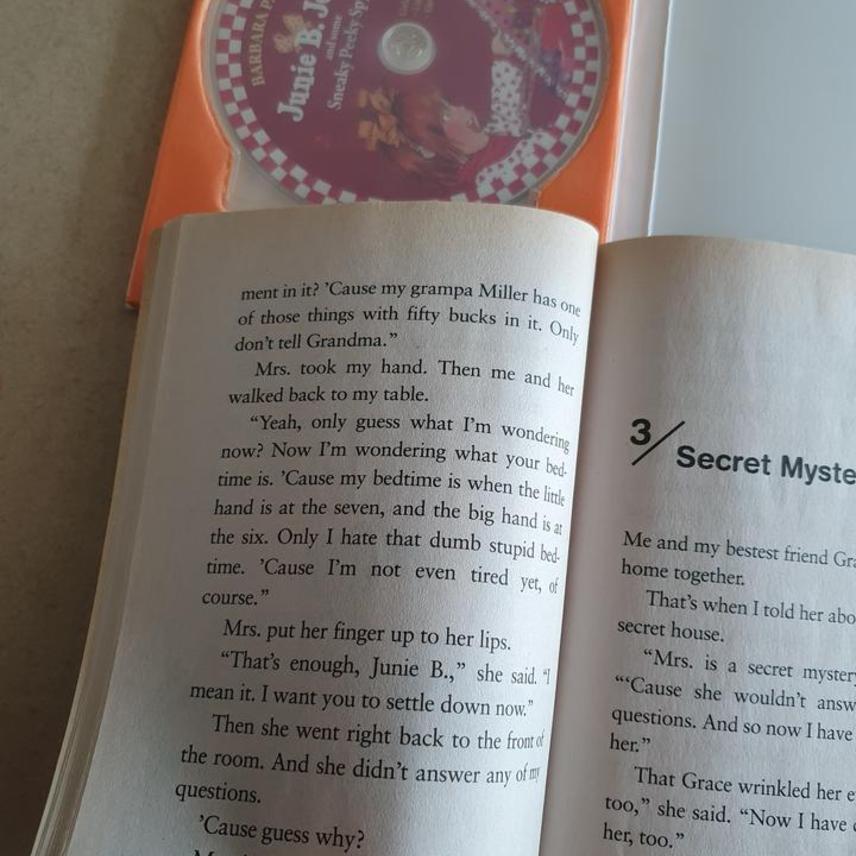 BARBARA P
Junie B. Jo
and some
Sneaky Peeky Sp
ment in it? ’Cause my grampa Miller has one
of those things with fifty bucks in it. Only
don’t tell Grandma.”
Mrs. took my hand. Then me and her
walked back to my table.
“Yeah, only guess what I’m wondering
now? Now I’m wondering what your bed-
time is. ’Cause my bedtime is when the little
hand is at the seven, and the big hand is at
the six. Only I hate that dumb stupid bed-
time. ’Cause I’m not even tired yet, of
course.”
Mrs. put her finger up to her lips.
“That’s enough, Junie B.,” she said. “I
mean it. I want you to settle down now.”
Then she went right back to the front of
the room. And she didn’t answer any of my
questions.
’Cause guess why?
3
Secret Myste
Me and my bestest friend Gra
home together.
That’s when I told her abo
secret house.
“Mrs. is a secret mystery
“‘Cause she wouldn’t answ
questions. And so now I have
her.”
That Grace wrinkled her e
too,” she said. “Now I have
her, too.”